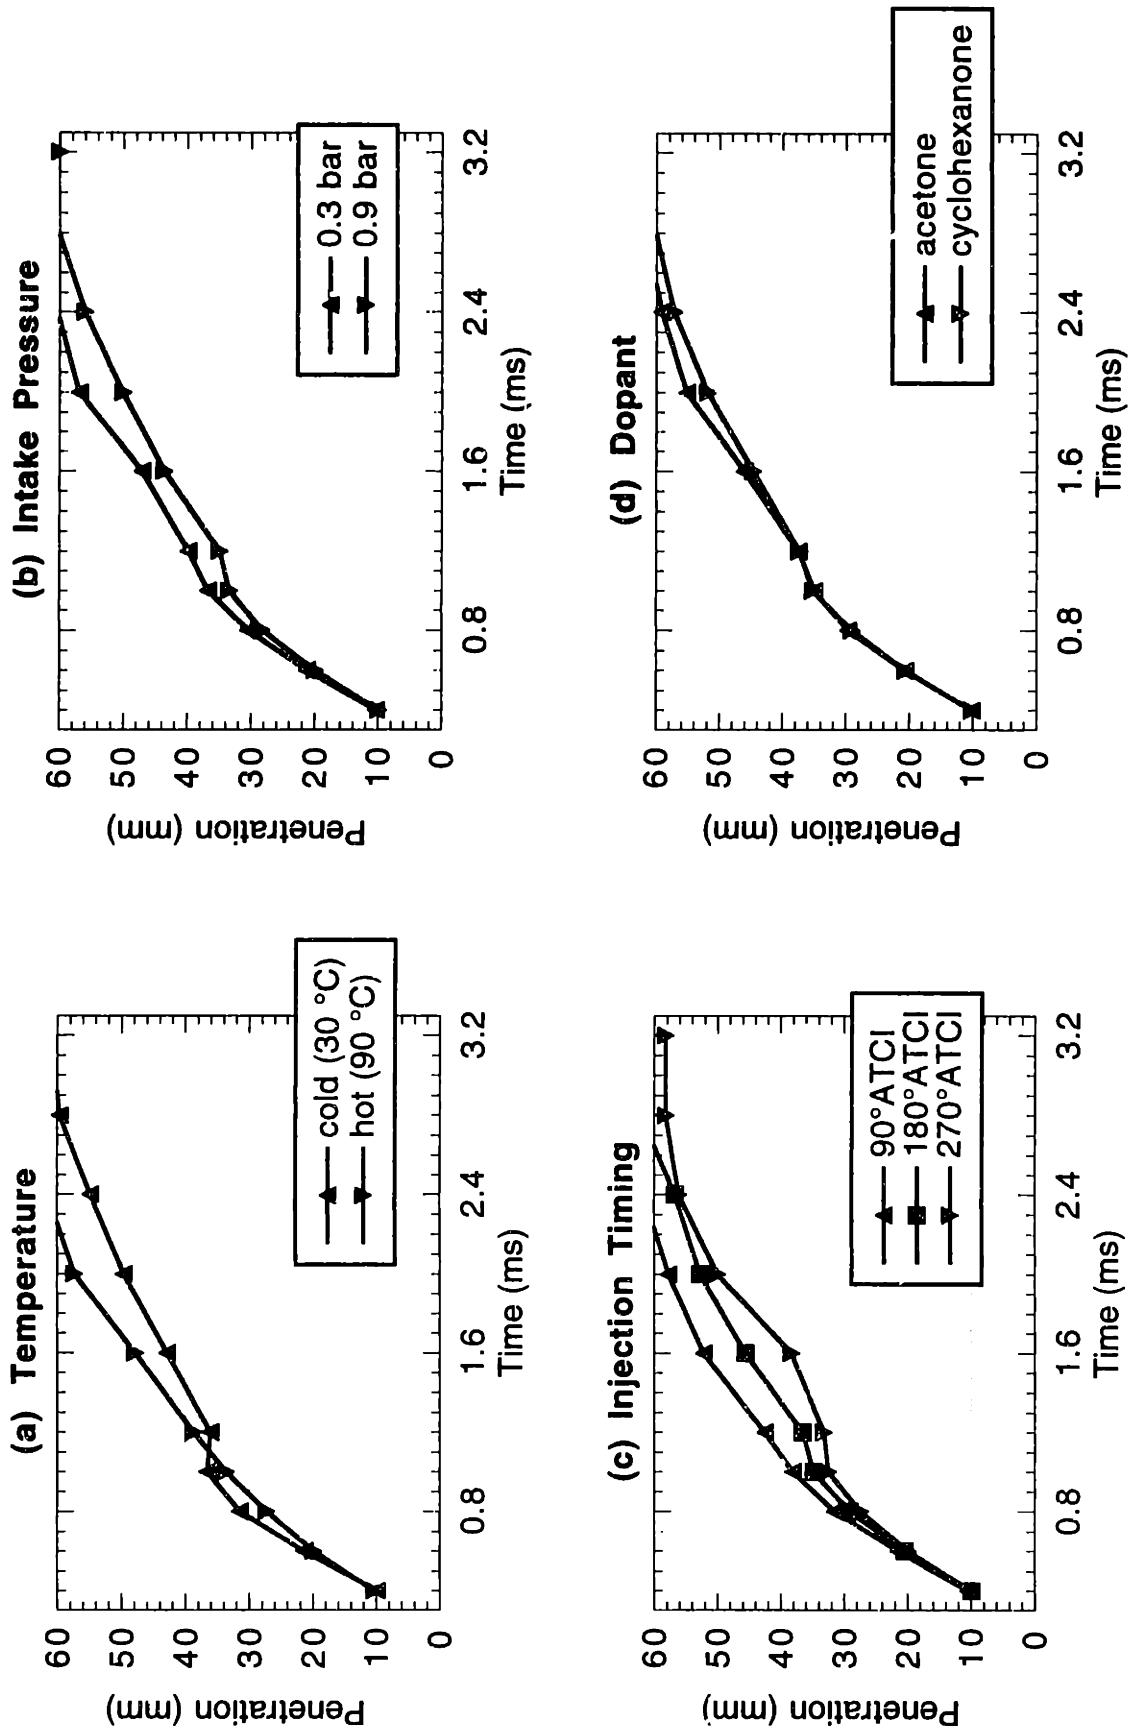 (a) Temperature
Penetration (mm)
60
50
40
30
20
10
0
0.8
1.6
2.4
3.2
Time (ms)
cold (30 °C)
hot (90 °C)
(b) Intake Pressure
Penetration (mm)
60
50
40
30
20
10
0
0.8
1.6
2.4
3.2
Time (ms)
0.3 bar
0.9 bar
(c) Injection Timing
Penetration (mm)
60
50
40
30
20
10
0
0.8
1.6
2.4
3.2
Time (ms)
90°ATCI
180°ATCI
270°ATCI
(d) Dopant
Penetration (mm)
60
50
40
30
20
10
0
0.8
1.6
2.4
3.2
Time (ms)
acetone
cyclohexanone